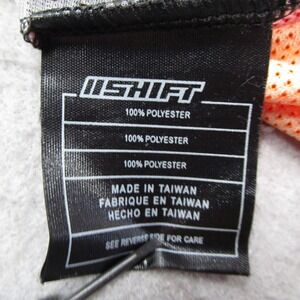 SHIFT
100% POLYESTER
100% POLYESTER
100% POLYESTER
MADE IN TAIWAN
FABRIQUE EN TAIWAN
HECHO EN TAIWAN
SEE REVERSE SIDE FOR CARE